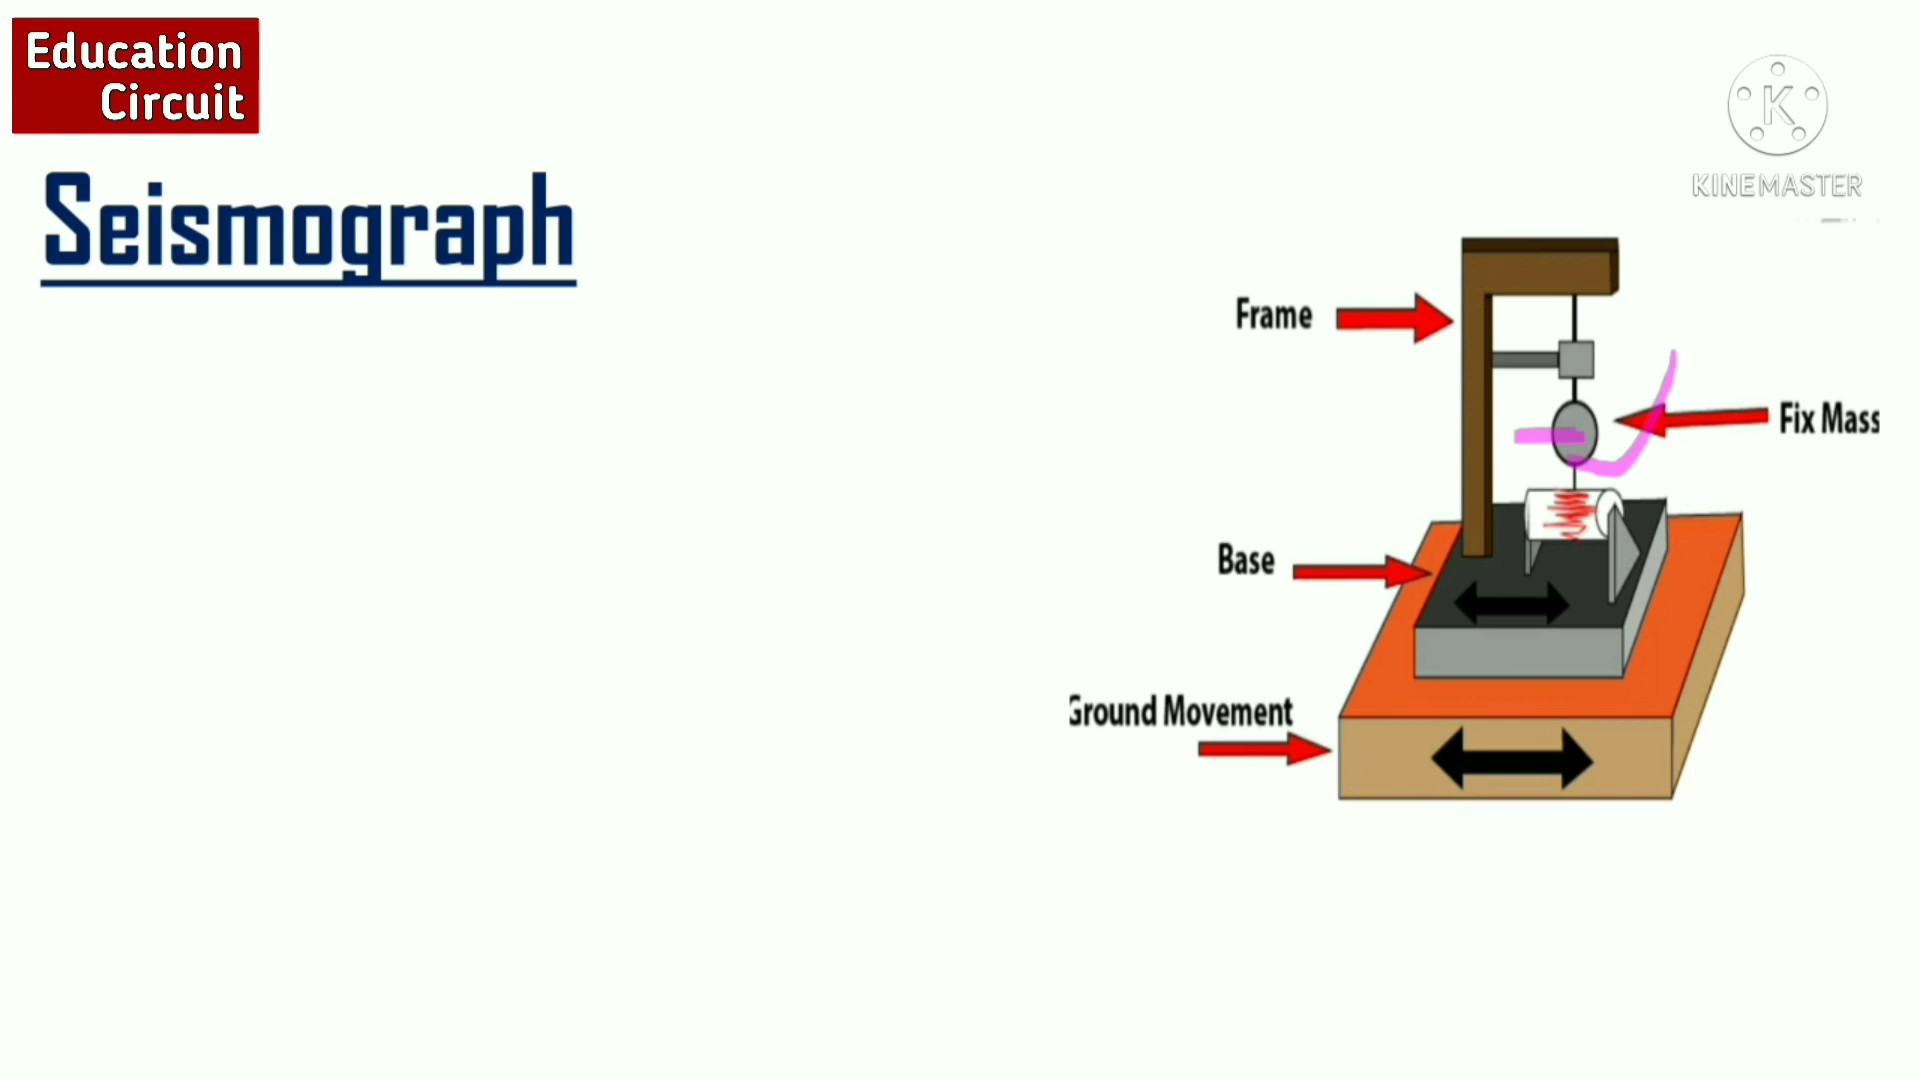 Education
Circuit
K
KINEMASTER
Seismograph
Frame
Fix Mass
Base
Ground Movement